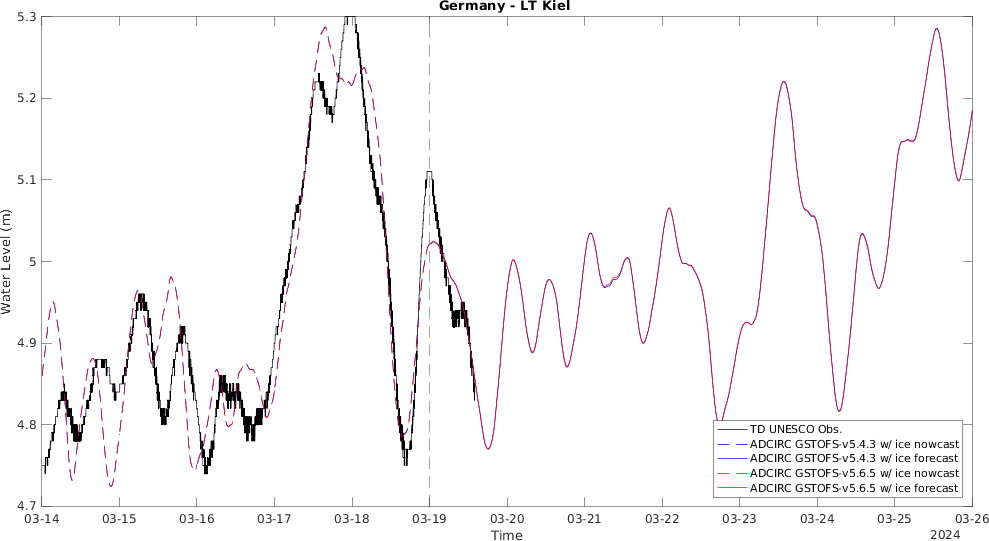 Germany - LT Kiel
5.3
5.2
5.1
5
4.9
4.8
4.7
Water Level (m)
03-14
03-15
03-16
03-17
03-18
03-19
03-20
03-21
03-22
03-23
03-24
03-25
03-26
Time
2024
TD UNESCO Obs.
ADCIRC GSTOFS-v5.4.3 w/ ice nowcast
ADCIRC GSTOFS-v5.4.3 w/ ice forecast
ADCIRC GSTOFS-v5.6.5 w/ ice nowcast
ADCIRC GSTOFS-v5.6.5 w/ ice forecast